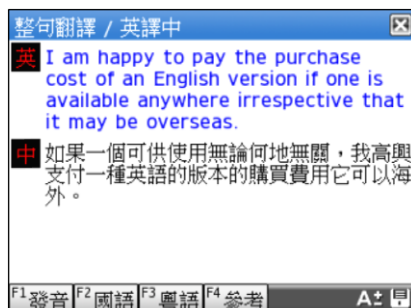 整句翻譯 / 英譯中
英 I am happy to pay the purchase
cost of an English version if one is
available anywhere irrespective that
it may be overseas.
中 如果一個可供使用無論何地無關，我高興
支付一種英語的版本的購買費用它可以海
外。
F1發音 F2國語 F3粵語 F4參考 A±